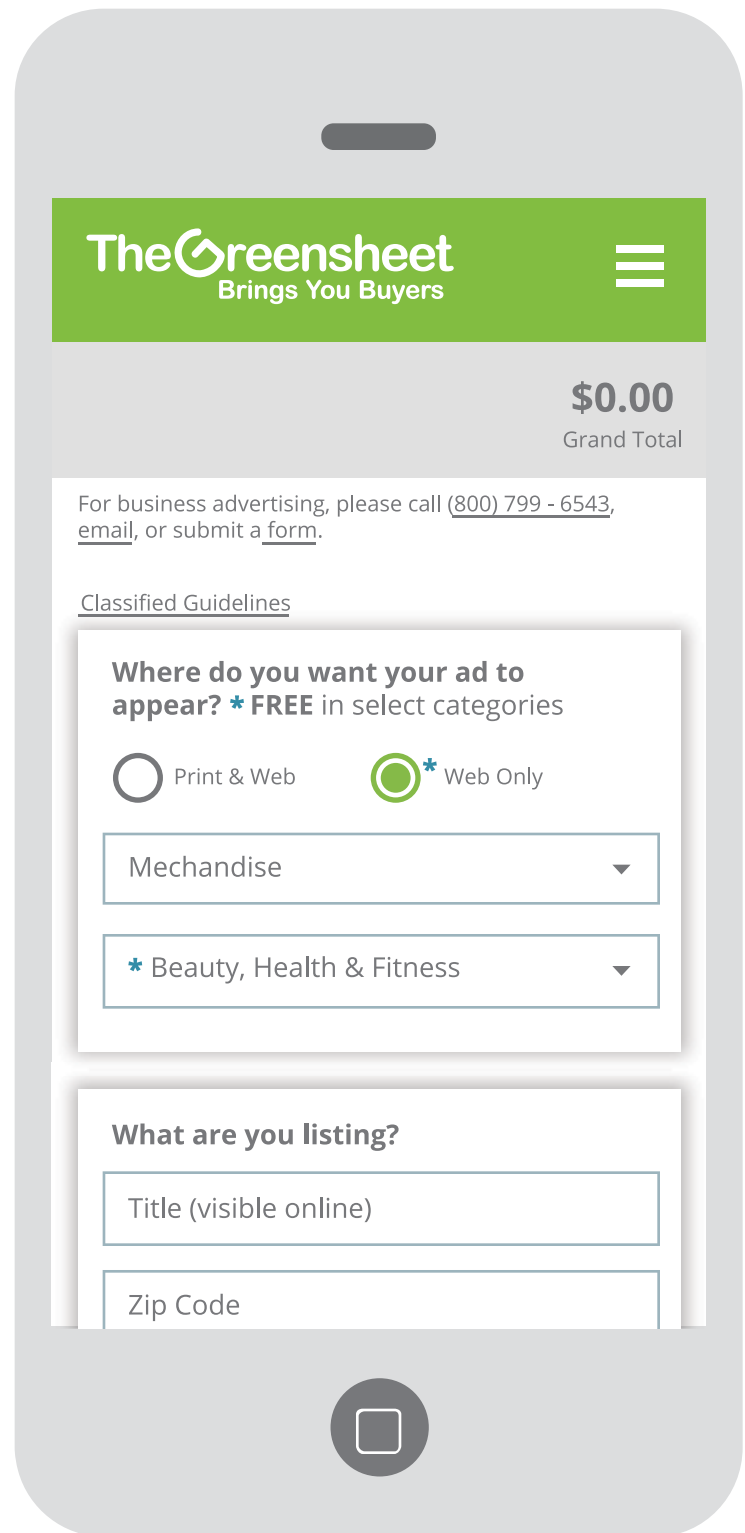 TheGreensheet
Brings You Buyers
$0.00
Grand Total
For business advertising, please call (800) 799 - 6543,
email, or submit a form.
Classified Guidelines
Where do you want your ad to
appear? * FREE in select categories
Print & Web * Web Only
Mechandise
* Beauty, Health & Fitness
What are you listing?
Title (visible online)
Zip Code